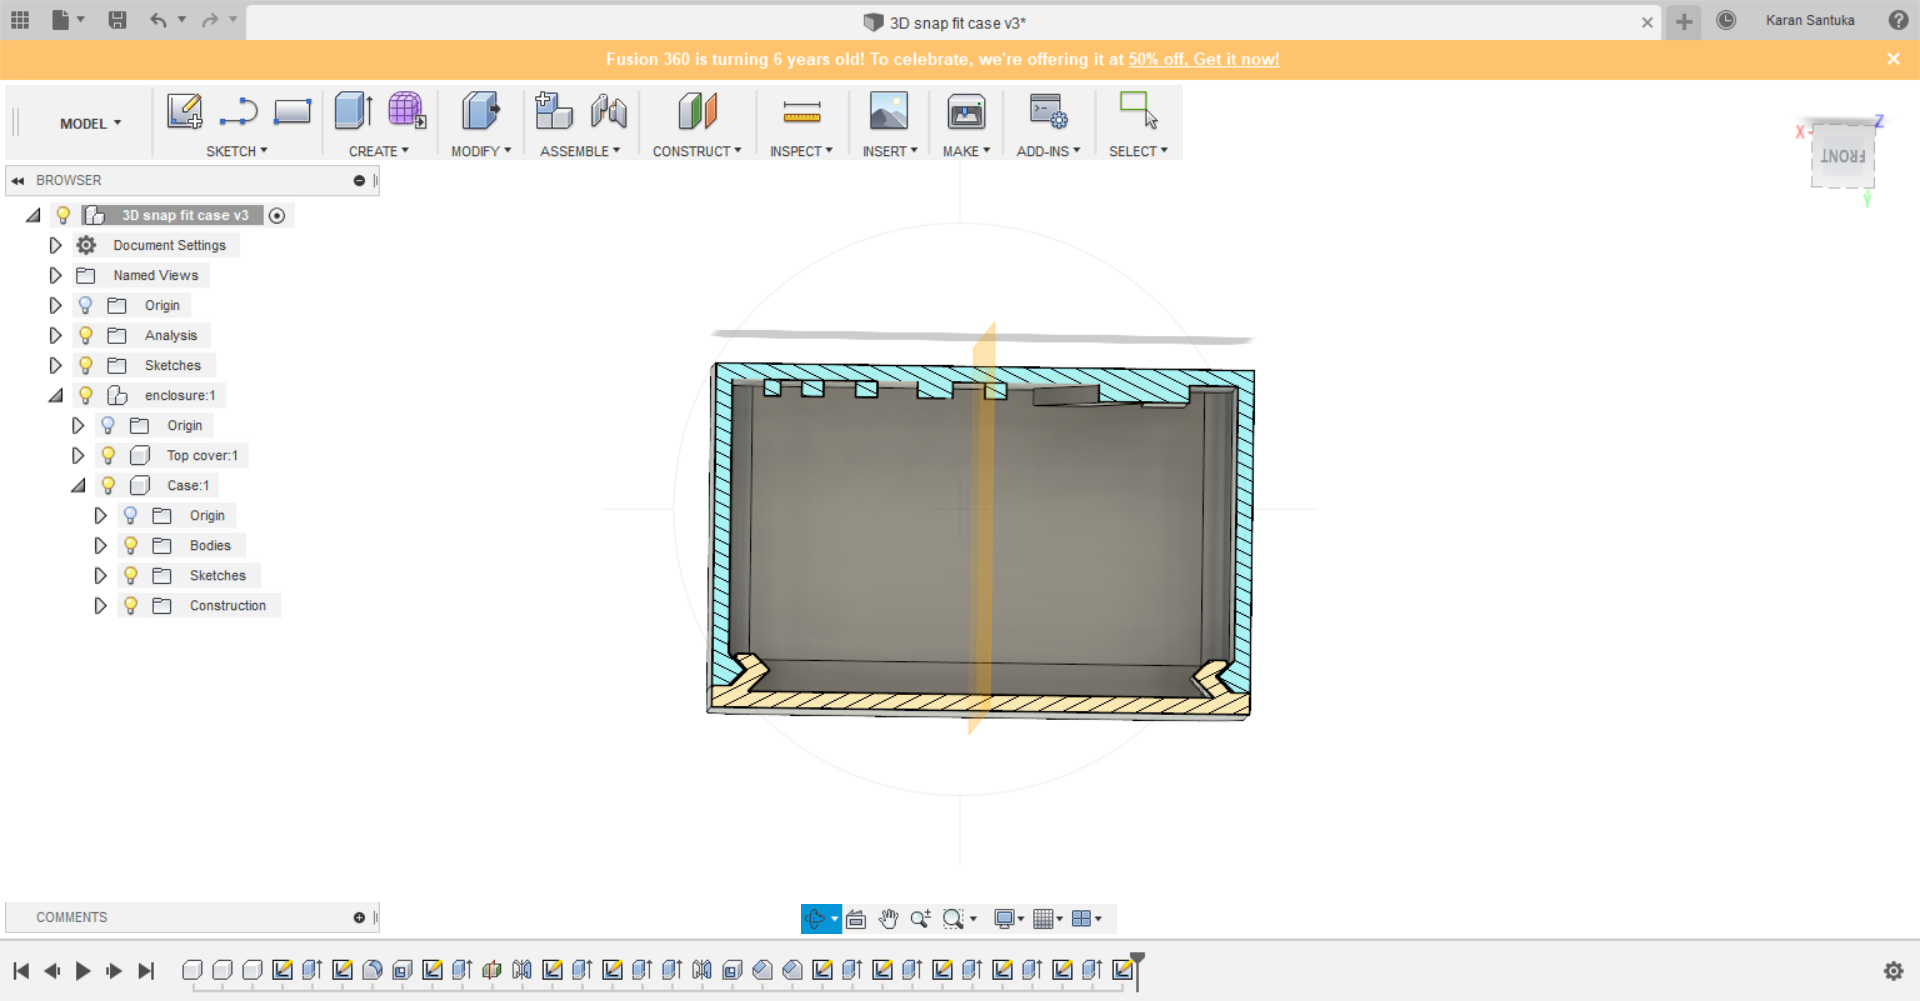 3D snap fit case v3*
Karan Santuka
Fusion 360 is turning 6 years old! To celebrate, we're offering it at 50% off, Get it now!
MODEL
SKETCH
CREATE
MODIFY
ASSEMBLE
CONSTRUCT
INSPECT
INSERT
MAKE
ADD-INS
SELECT
X
Z
FRONT
Y
BROWSER
3D snap fit case v3
Document Settings
Named Views
Origin
Analysis
Sketches
enclosure:1
Origin
Top cover:1
Case:1
Origin
Bodies
Sketches
Construction
COMMENTS